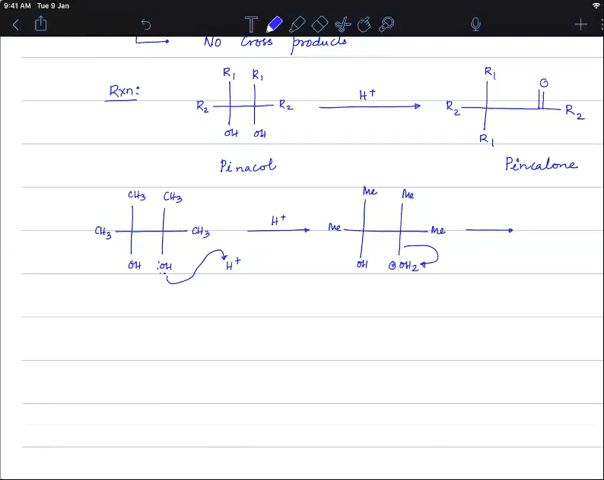 9:41 AM Tue 9 Jan
No Cross products
Rxn:
R1 R1
R2 R2
OH OH
H+
R1 O
R2 R2
R1
Pinacol
Pincalone
CH3 CH3
CH3 CH3
OH :OH
H+
H+
Me Me
Me Me
OH ⊕OH2